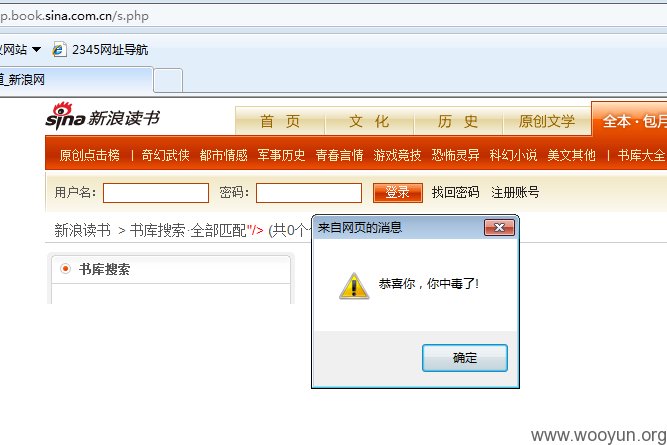 p.book.sina.com.cn/s.php
网站 2345网址导航
_新浪网
sina 新浪读书 首 页 文 化 历 史 原创文学 全本·包月
原创点击榜 | 奇幻武侠 都市情感 军事历史 青春言情 游戏竞技 恐怖灵异 科幻小说 美文其他 | 书库大全
用户名: 密码: 登录 找回密码 注册账号
新浪读书 > 书库搜索:全部匹配"/> (共0个
书库搜索
来自网页的消息
恭喜你，你中毒了!
确定
www.wooyun.org